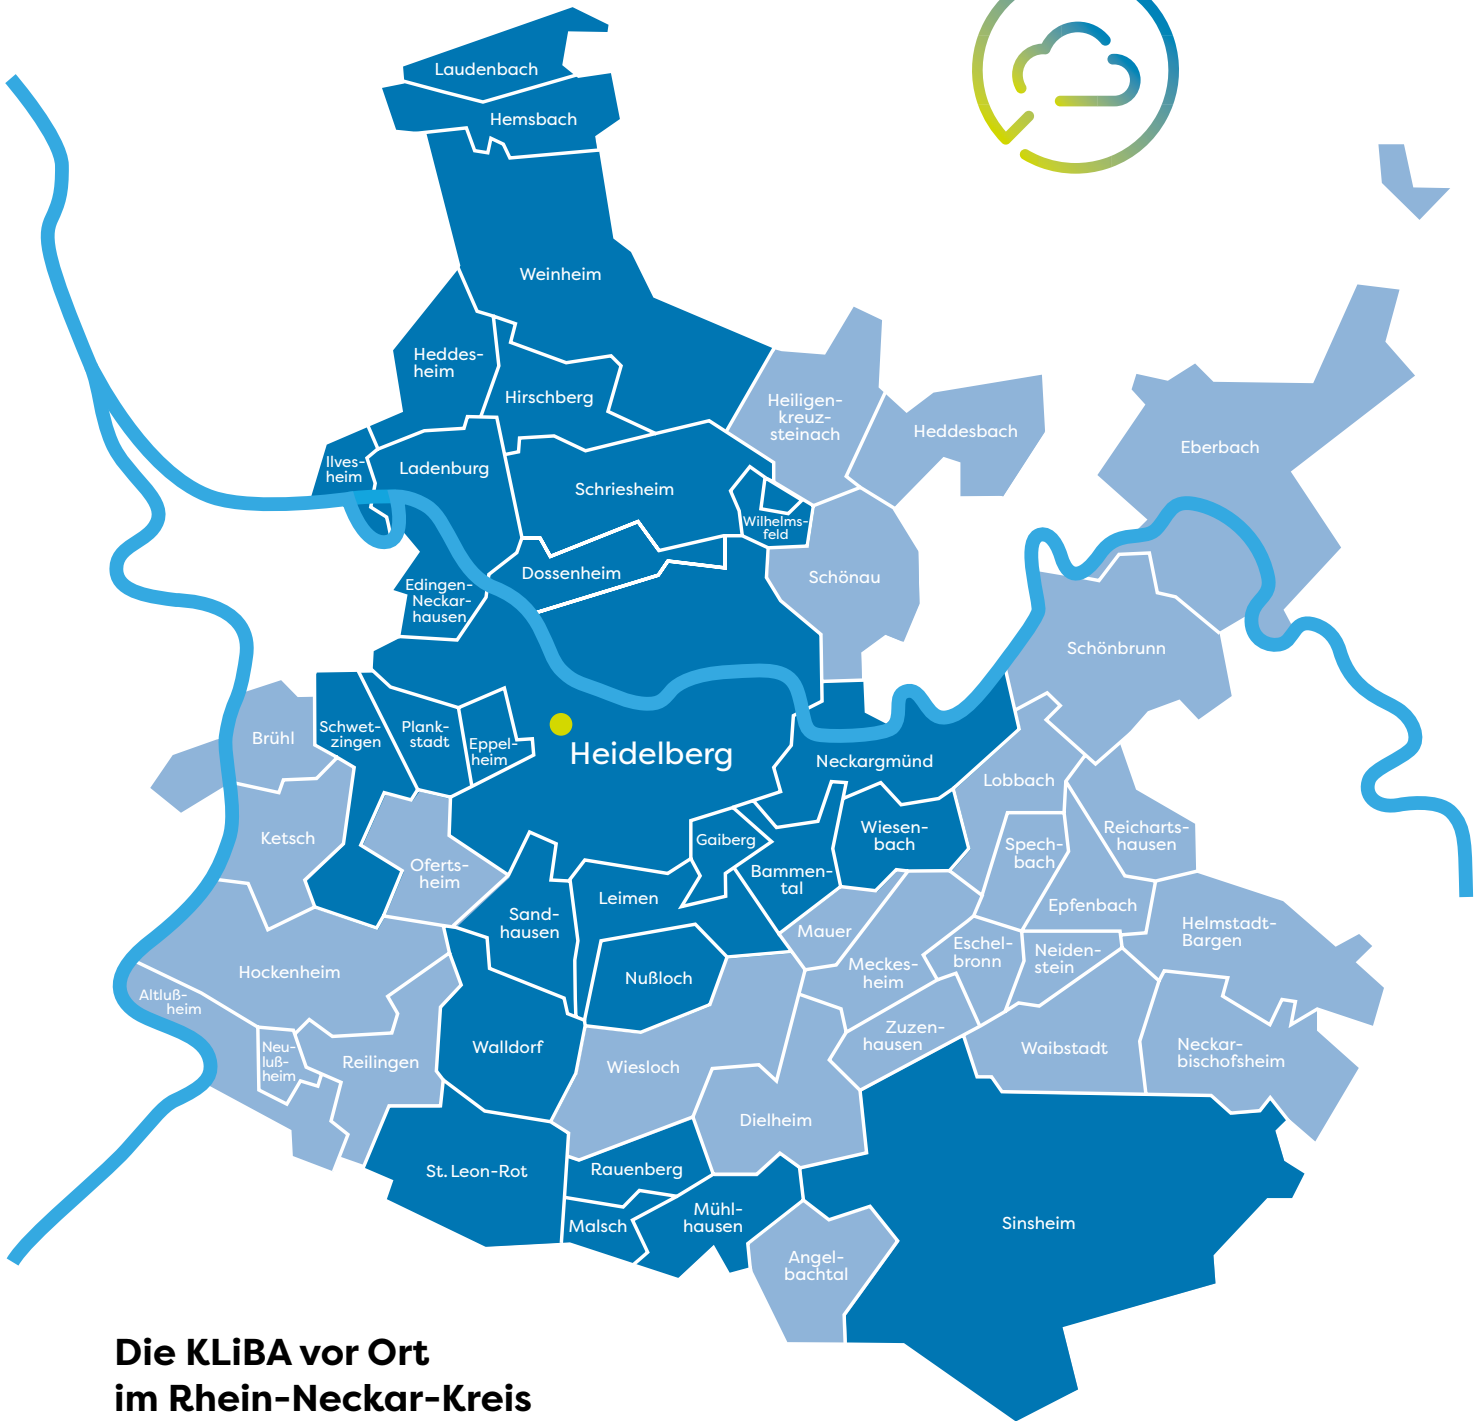 Laudenbach
Hemsbach
Weinheim
Heddes-
heim
Hirschberg
Heiligen-
kreuz-
steinach
Heddesbach
Eberbach
Ilves-
heim
Ladenburg
Schriesheim
Wilhelms-
feld
Edingen-
Neckar-
hausen
Dossenheim
Schönau
Schönbrunn
Brühl
Schwet-
zingen
Plank-
stadt
Eppel-
heim
Heidelberg
Neckargmünd
Lobbach
Ketsch
Oferts-
heim
Gaiberg
Wiesen-
bach
Spech-
bach
Reicharts-
hausen
Bammen-
tal
Leimen
Sand-
hausen
Epfenbach
Mauer
Helmstadt-
Bargen
Eschel-
bronn
Neiden-
stein
Hockenheim
Nußloch
Meckes-
heim
Altluß-
heim
Neu-
luß-
heim
Reilingen
Walldorf
Wiesloch
Zuzen-
hausen
Waibstadt
Neckar-
bischofsheim
Dielheim
St. Leon-Rot
Rauenberg
Malsch
Mühl-
hausen
Sinsheim
Angel-
bachtal
Die KLiBA vor Ort
im Rhein-Neckar-Kreis